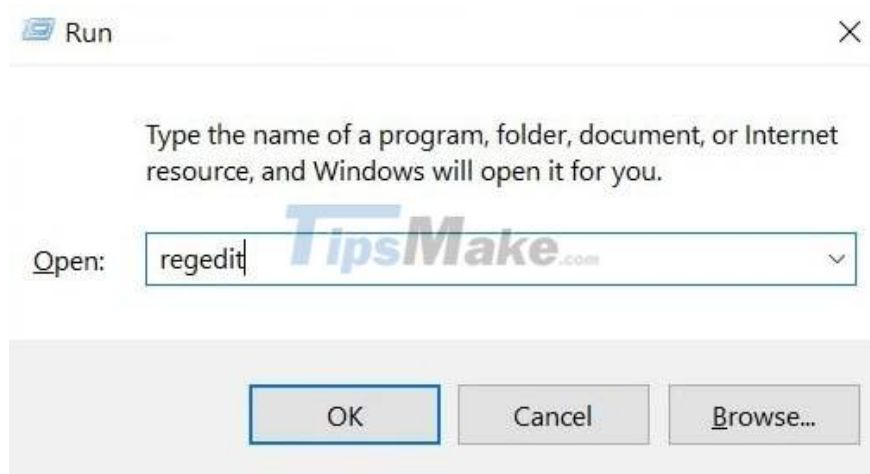 Run
Type the name of a program, folder, document, or Internet
resource, and Windows will open it for you.
TipsMake.com
Open: regedit
OK Cancel Browse...